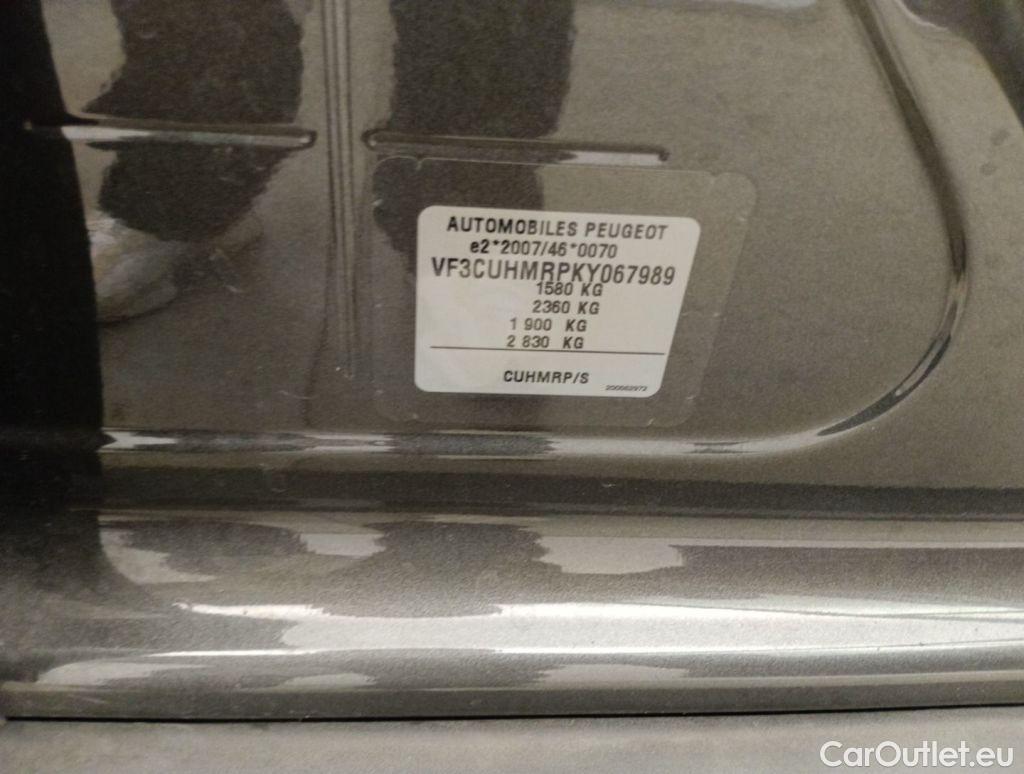 AUTOMOBILES PEUGEOT
e2*2007/46*0070
VF3CUHMRPKY067989
1580 KG
2360 KG
1 900 KG
2 830 KG
CUHMRP/S
200062972
CarOutlet.eu